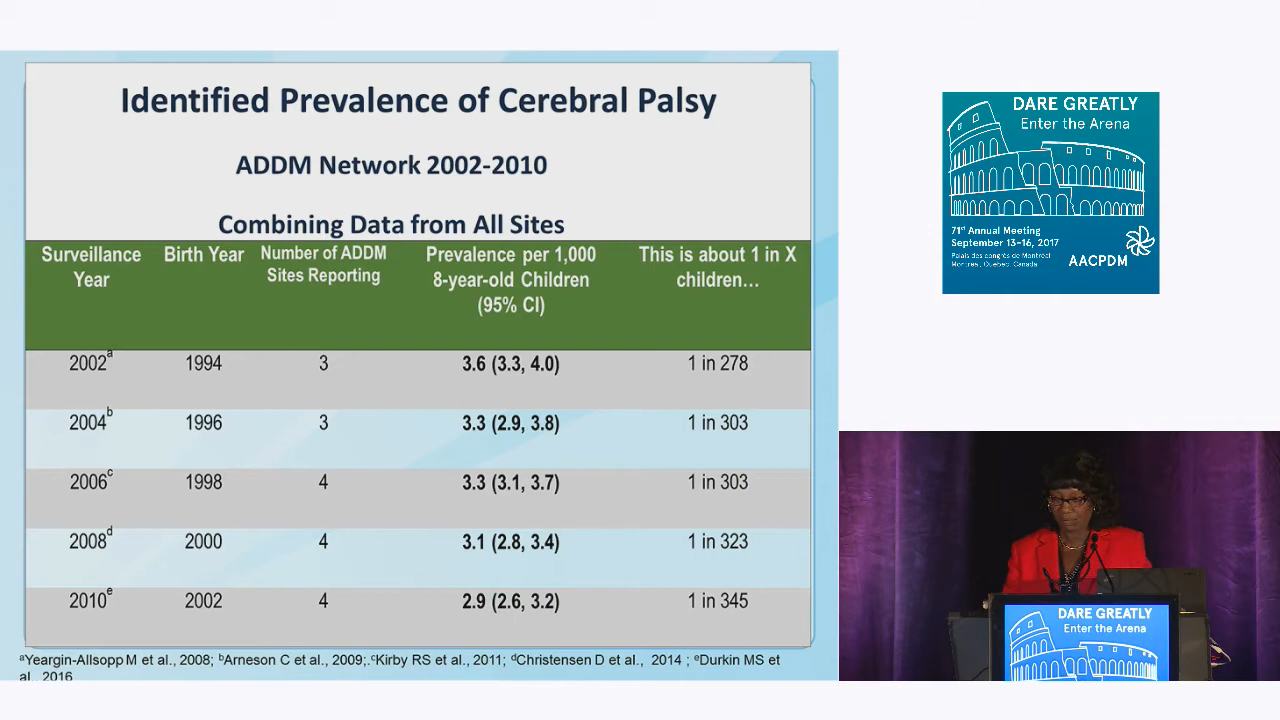 Identified Prevalence of Cerebral Palsy
ADDM Network 2002-2010
Combining Data from All Sites
Surveillance Year Birth Year Number of ADDM Sites Reporting Prevalence per 1,000 8-year-old Children (95% CI) This is about 1 in X children…
2002a 1994 3 3.6 (3.3, 4.0) 1 in 278
2004b 1996 3 3.3 (2.9, 3.8) 1 in 303
2006c 1998 4 3.3 (3.1, 3.7) 1 in 303
2008d 2000 4 3.1 (2.8, 3.4) 1 in 323
2010e 2002 4 2.9 (2.6, 3.2) 1 in 345
aYeargin-Allsopp M et al., 2008; bArneson C et al., 2009;.cKirby RS et al., 2011; dChristensen D et al., 2014 ; eDurkin MS et
al., 2016
DARE GREATLY
Enter the Arena
71st Annual Meeting
September 13-16, 2017
Palais des congrès de Montréal
Montreal, Quebec, Canada
AACPDM
DARE GREATLY
Enter the Arena